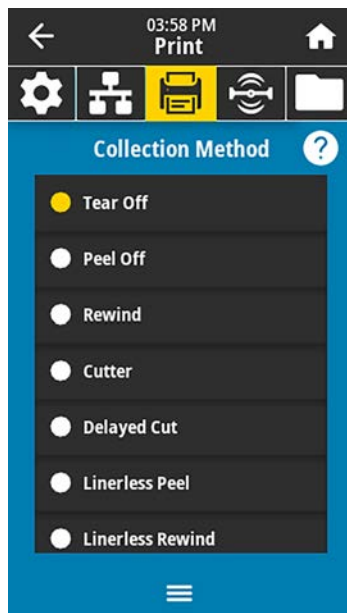 03:58 PM
Print
Collection Method
?
Tear Off
Peel Off
Rewind
Cutter
Delayed Cut
Linerless Peel
Linerless Rewind